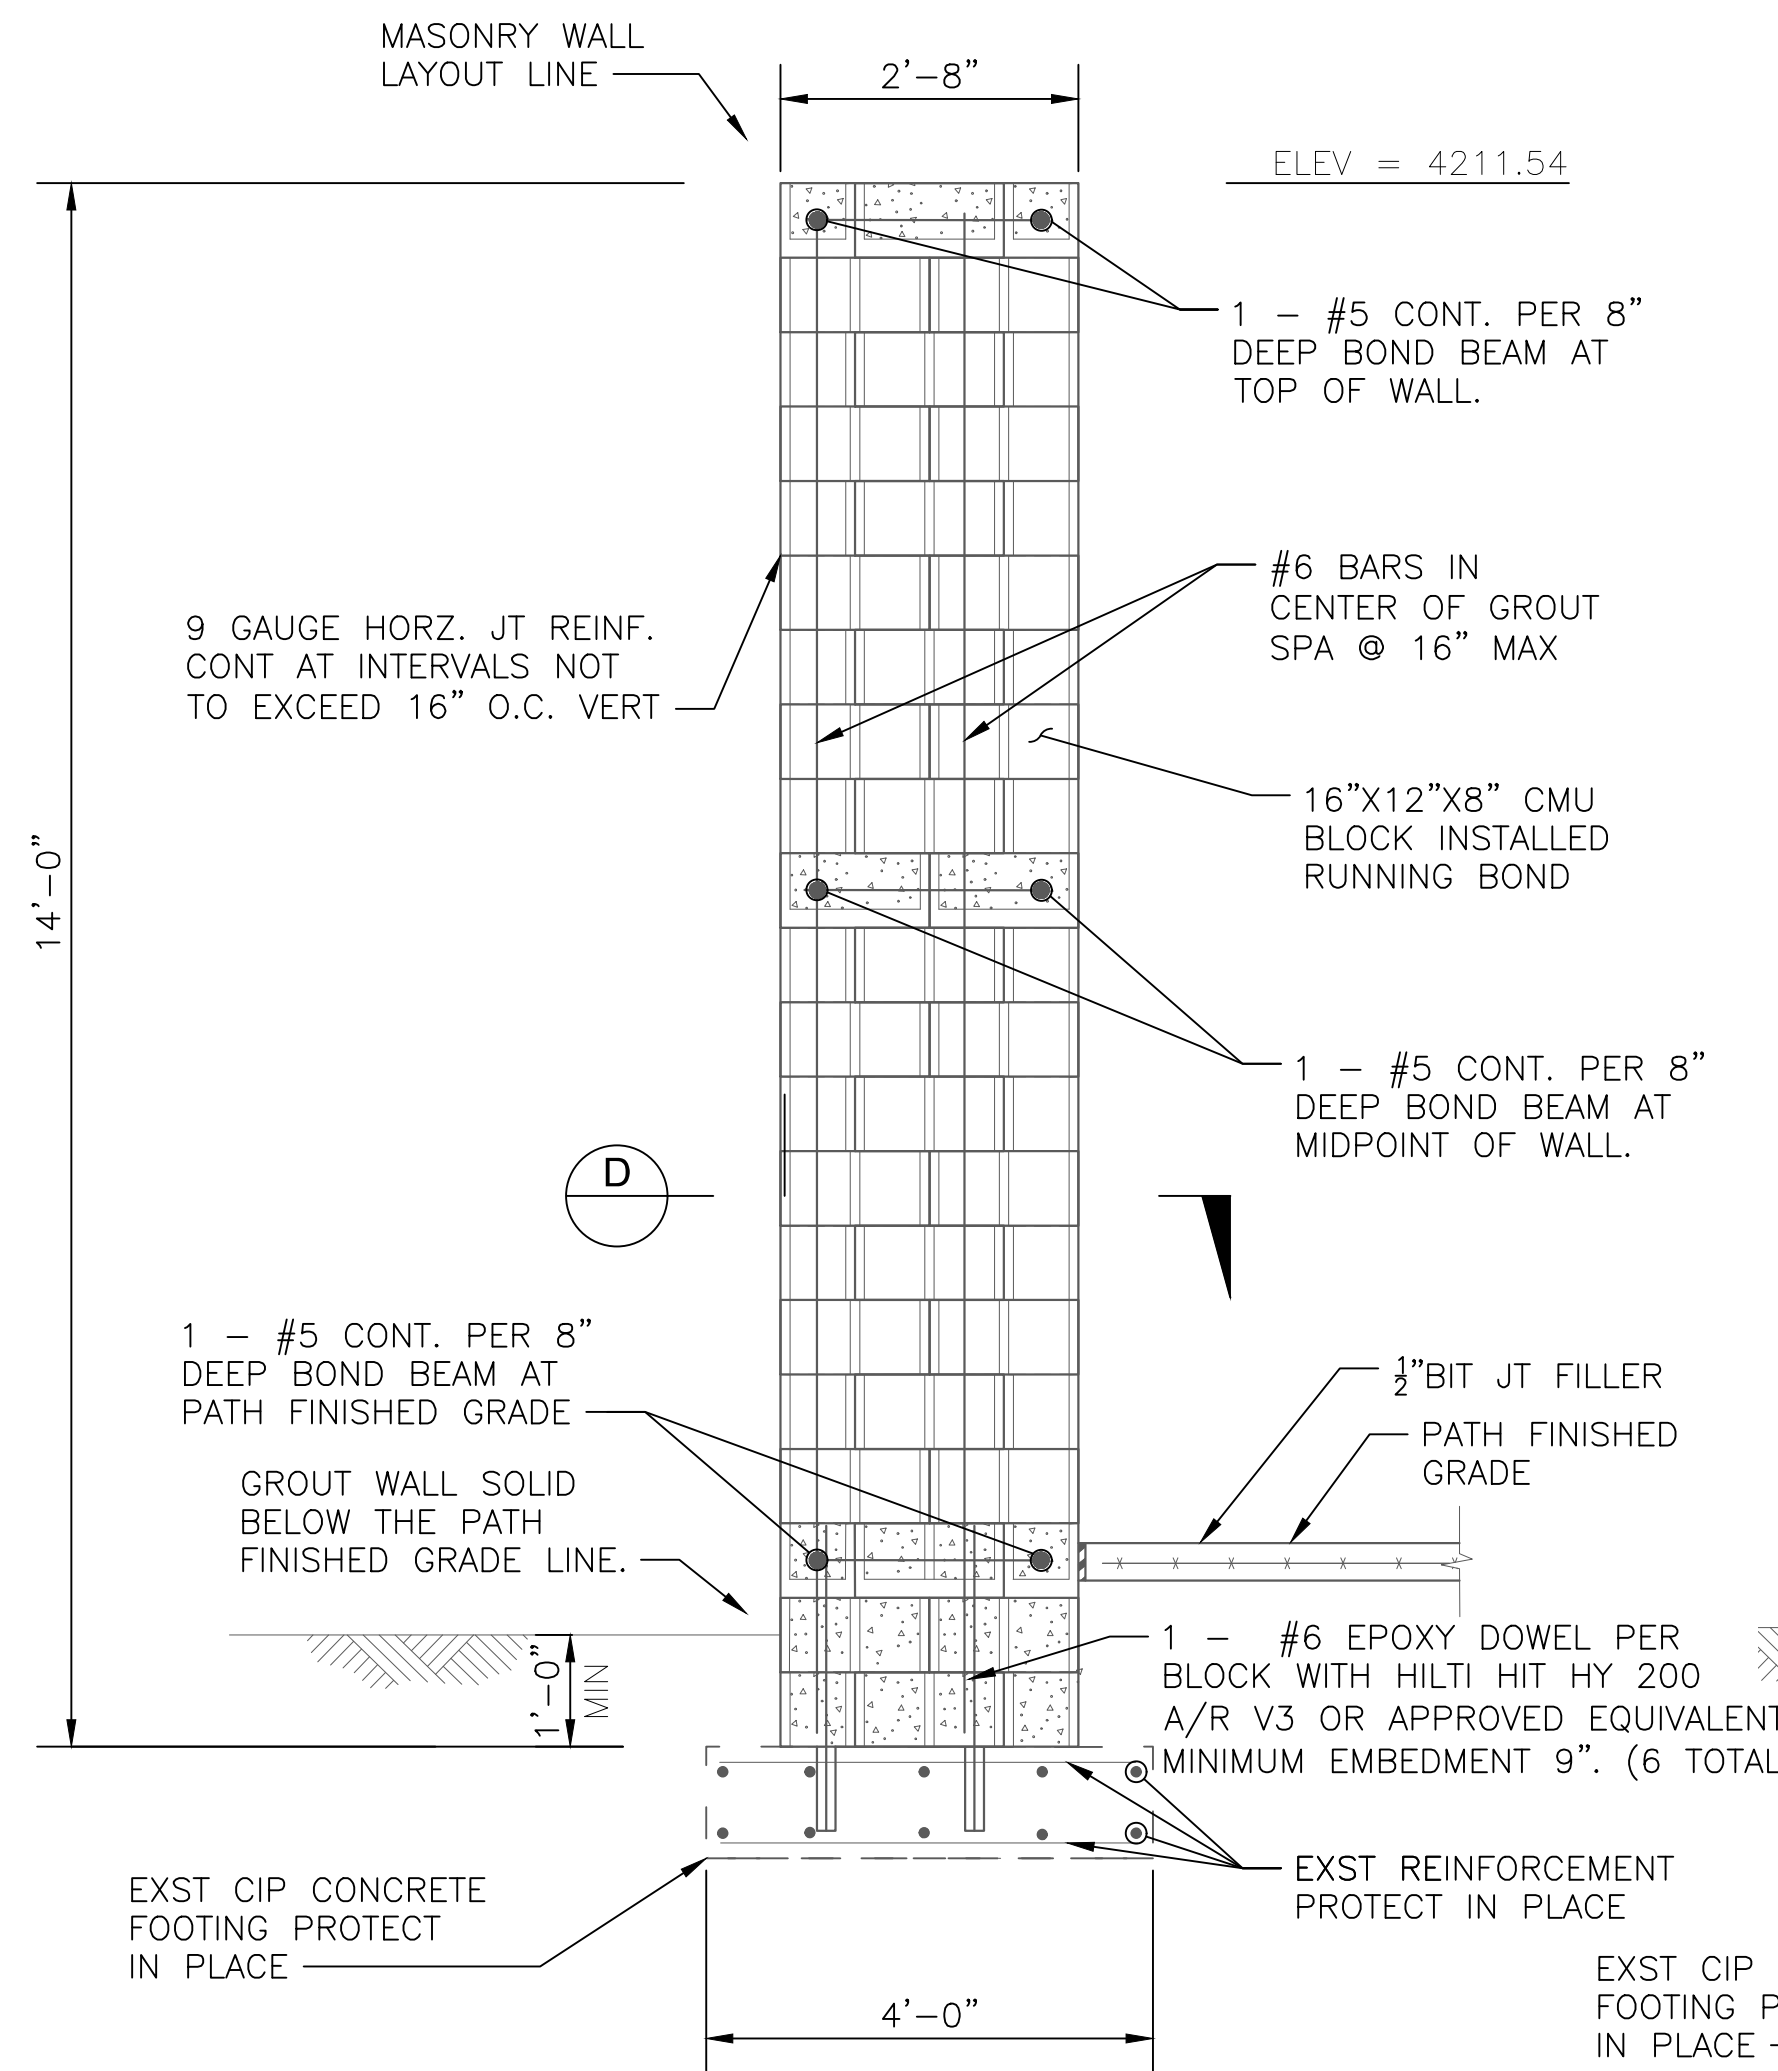 MASONRY WALL
LAYOUT LINE
2'-8"
ELEV = 4211.54
1 - #5 CONT. PER 8"
DEEP BOND BEAM AT
TOP OF WALL.
#6 BARS IN
CENTER OF GROUT
SPA @ 16" MAX
9 GAUGE HORZ. JT REINF.
CONT AT INTERVALS NOT
TO EXCEED 16" O.C. VERT
16"X12"X8" CMU
BLOCK INSTALLED
RUNNING BOND
14'-0"
1 - #5 CONT. PER 8"
DEEP BOND BEAM AT
MIDPOINT OF WALL.
D
1 - #5 CONT. PER 8"
DEEP BOND BEAM AT
PATH FINISHED GRADE
½"BIT JT FILLER
PATH FINISHED
GRADE
GROUT WALL SOLID
BELOW THE PATH
FINISHED GRADE LINE.
1'-0"
MIN
1 - #6 EPOXY DOWEL PER
BLOCK WITH HILTI HIT HY 200
A/R V3 OR APPROVED EQUIVALENT
MINIMUM EMBEDMENT 9". (6 TOTAL
EXST REINFORCEMENT
PROTECT IN PLACE
EXST CIP CONCRETE
FOOTING PROTECT
IN PLACE
4'-0"
EXST CIP
FOOTING P
IN PLACE